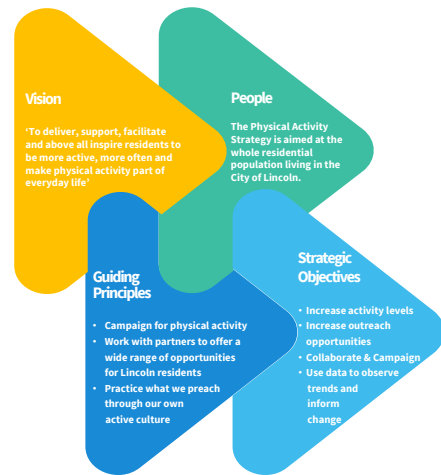 Vision
‘To deliver, support, facilitate
and above all inspire residents to
be more active, more often and
make physical activity part of
everyday life’
People
The Physical Activity
Strategy is aimed at the
whole residential
population living in the
City of Lincoln.
Guiding
Principles
• Campaign for physical activity
• Work with partners to offer a
wide range of opportunities
for Lincoln residents
• Practice what we preach
through our own
active culture
Strategic
Objectives
• Increase activity levels
• Increase outreach
opportunities
• Collaborate & Campaign
• Use data to observe
trends and
inform
change